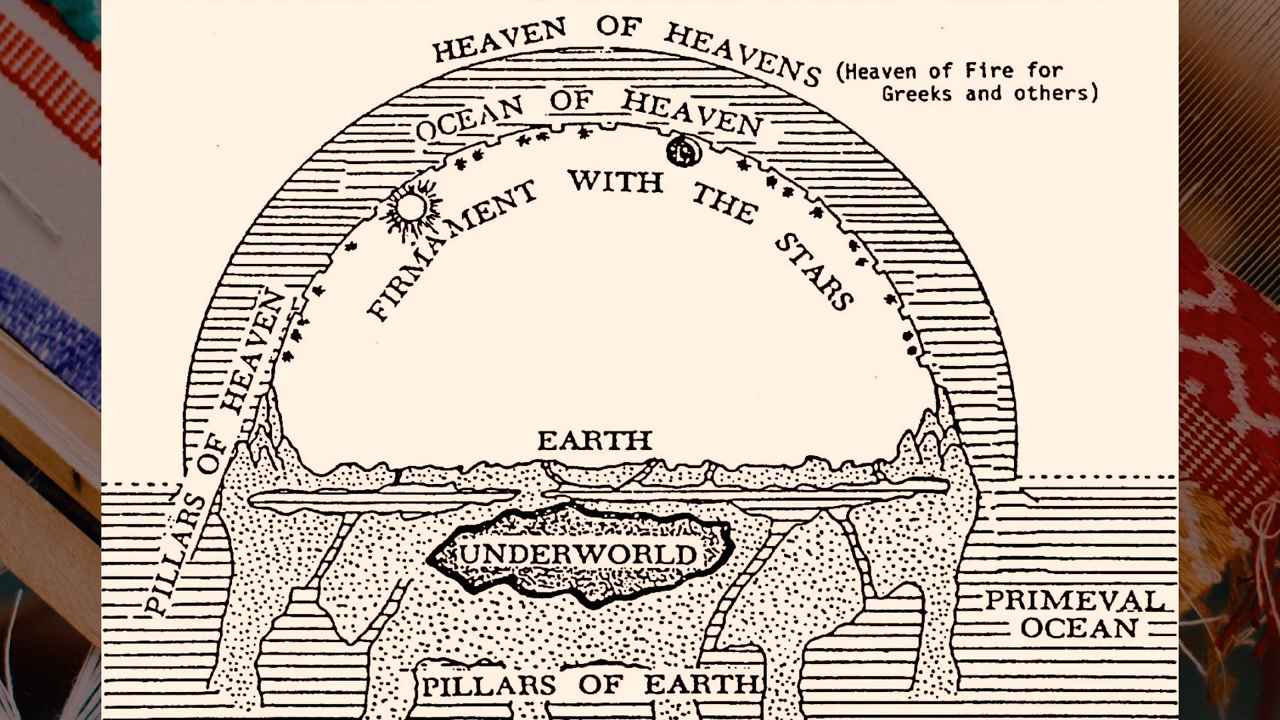 HEAVEN OF HEAVENS
(Heaven of Fire for
Greeks and others)
OCEAN OF HEAVEN
FIRMAMENT WITH THE STARS
PILLARS OF HEAVEN
EARTH
UNDERWORLD
PRIMEVAL
OCEAN
PILLARS OF EARTH